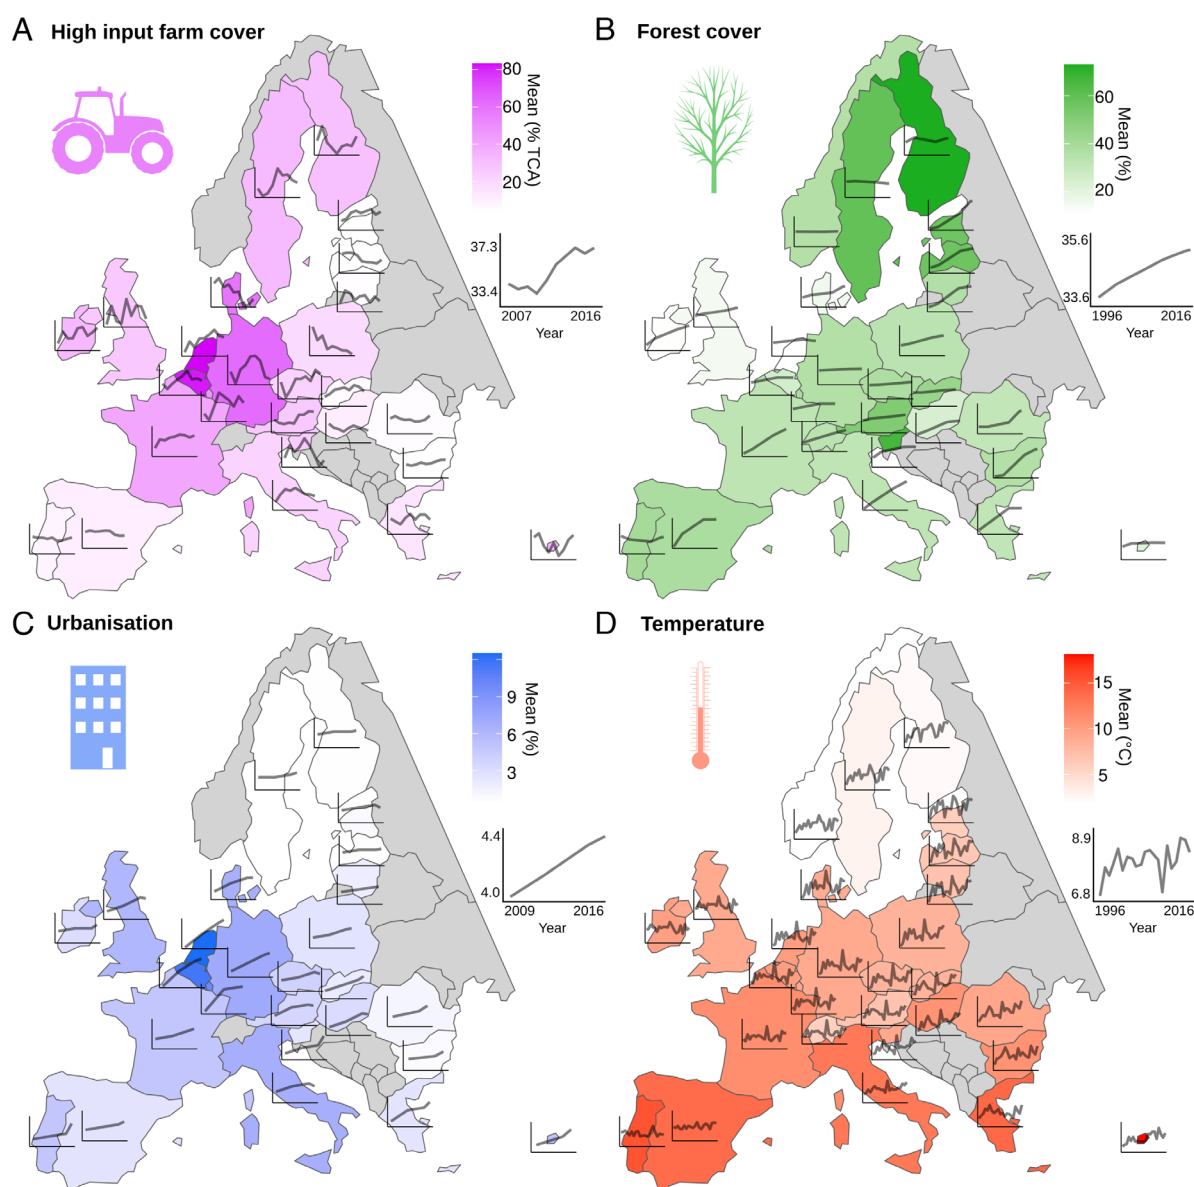 A High input farm cover
80
60
40
20
Mean (% TCA)
37.3
33.4
2007 2016
Year
B Forest cover
60
40
20
Mean (%)
35.6
33.6
1996 2016
Year
C Urbanisation
9
6
3
Mean (%)
4.4
4.0
2009 2016
Year
D Temperature
15
10
5
Mean (°C)
8.9
6.8
1996 2016
Year